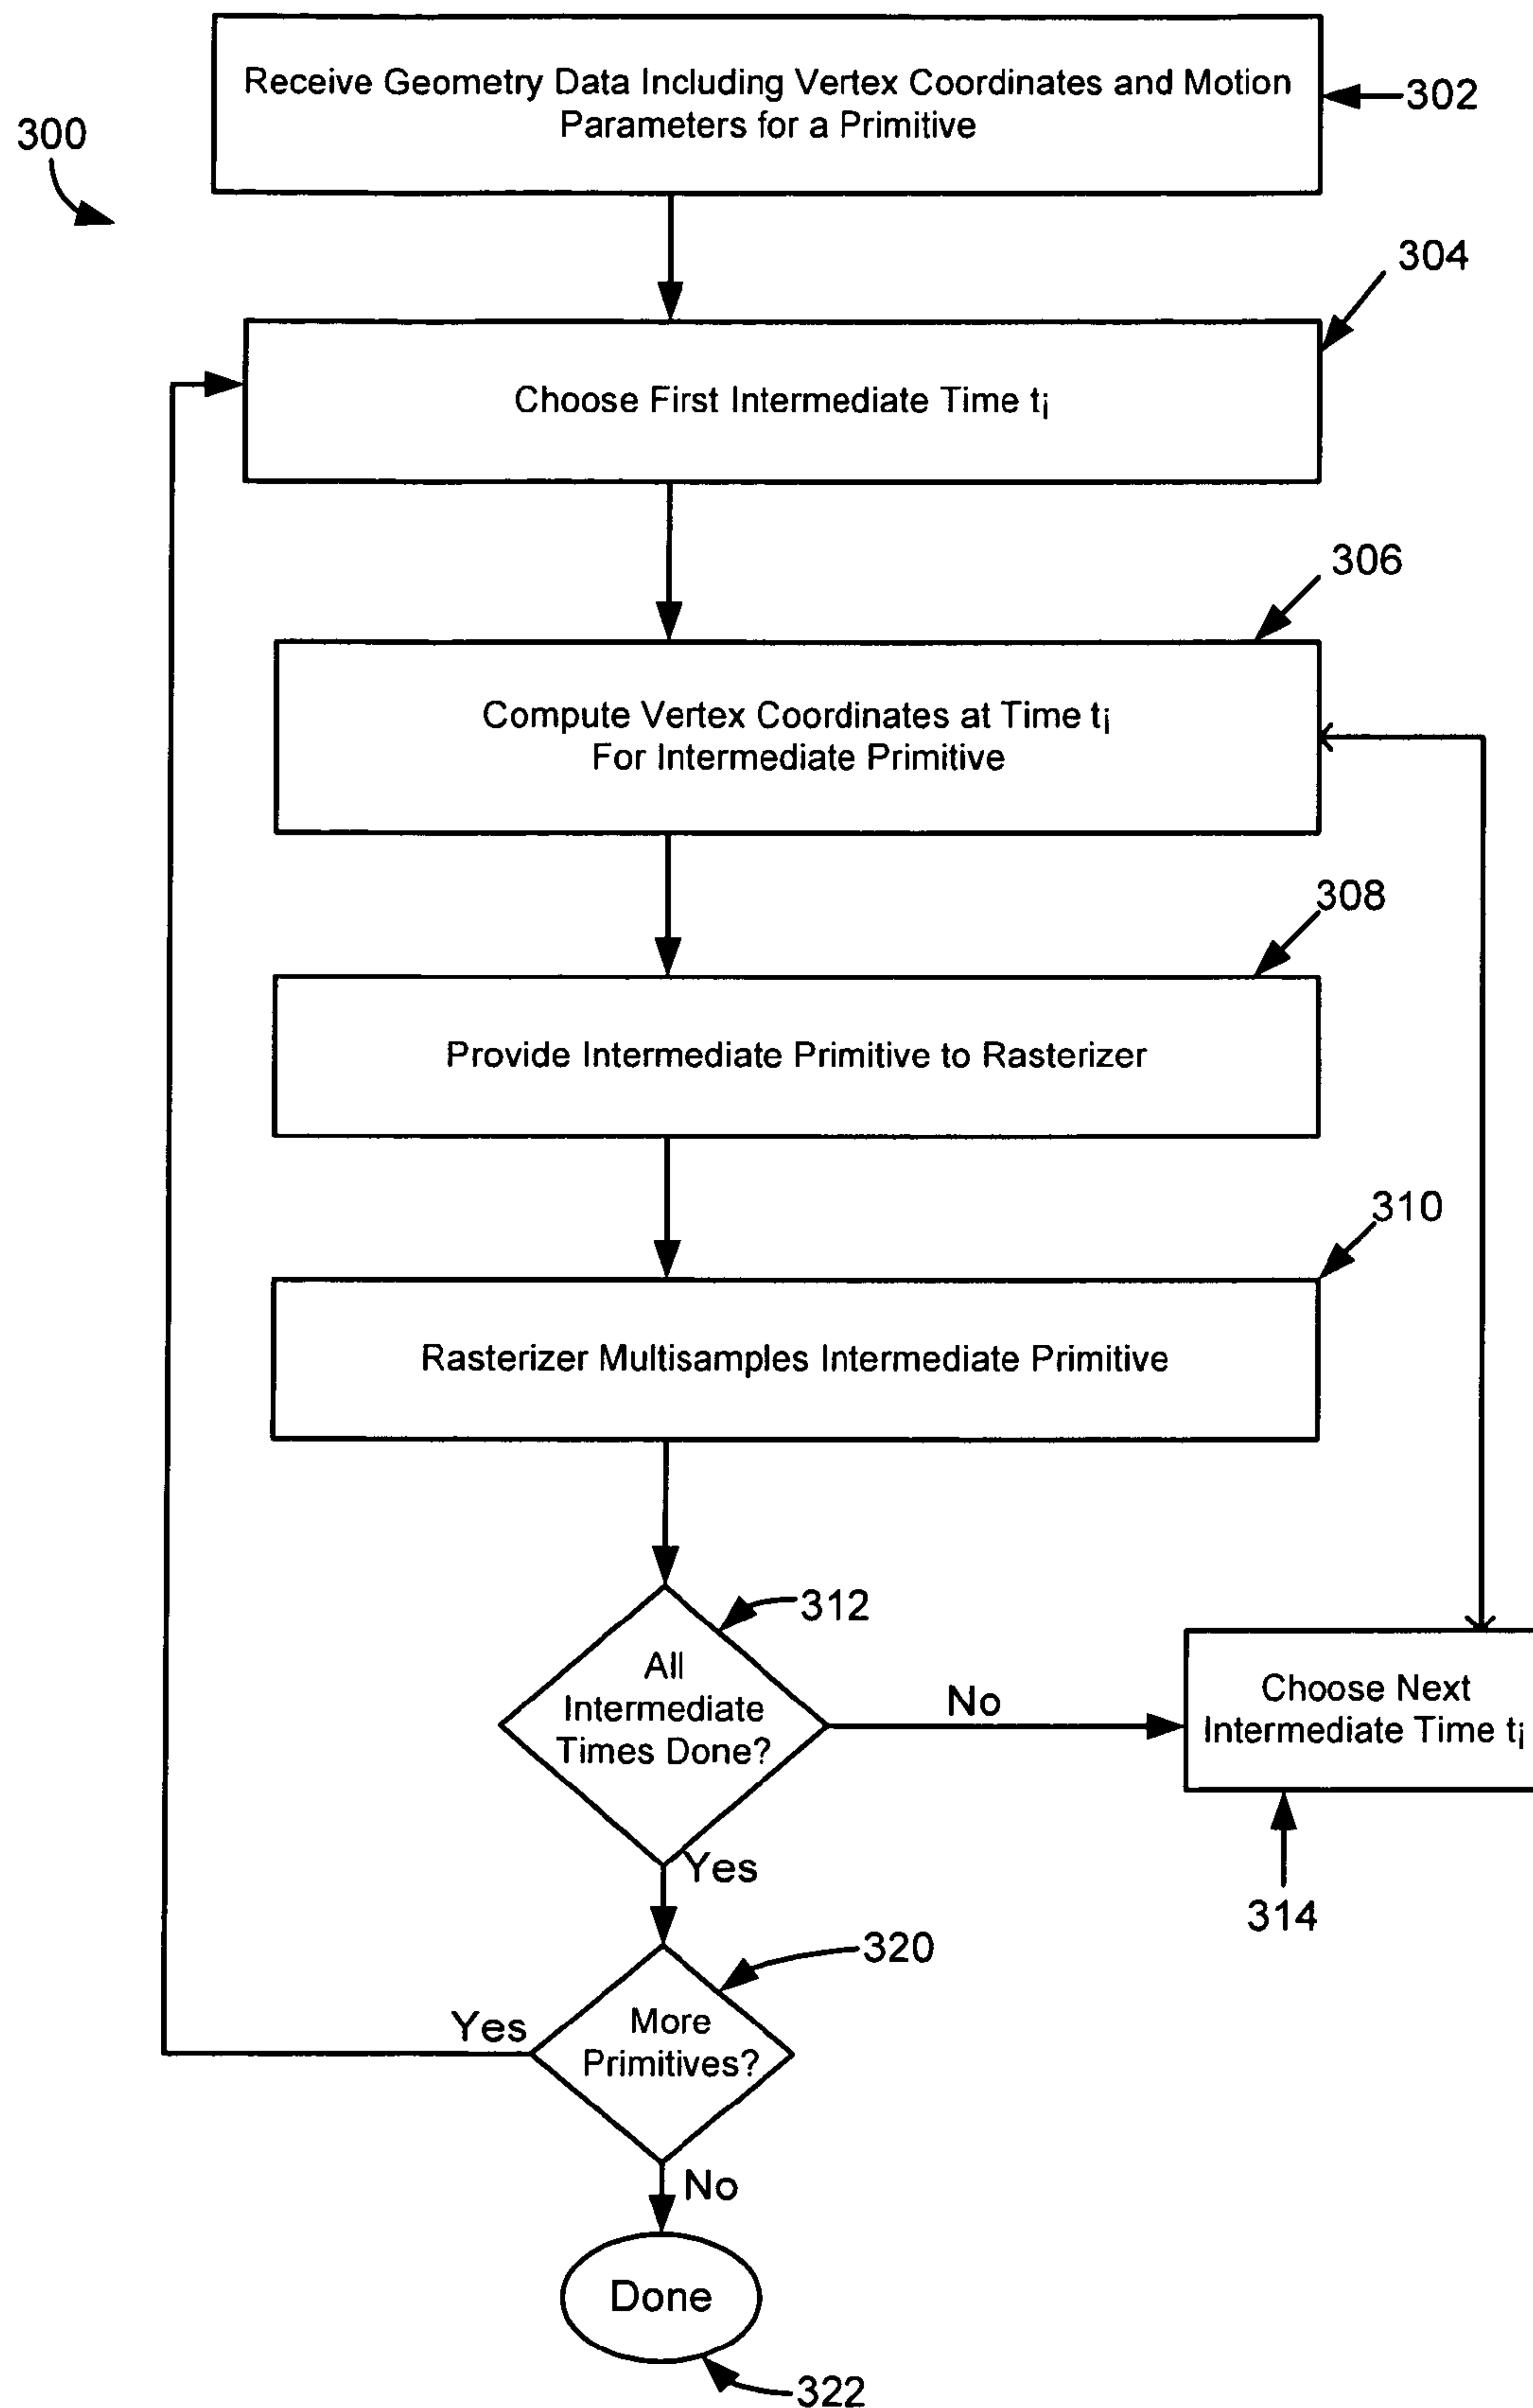 Receive Geometry Data Including Vertex Coordinates and Motion
Parameters for a Primitive
302
300
304
Choose First Intermediate Time ti
306
Compute Vertex Coordinates at Time ti
For Intermediate Primitive
308
Provide Intermediate Primitive to Rasterizer
310
Rasterizer Multisamples Intermediate Primitive
312
All
Intermediate
Times Done?
No
Choose Next
Intermediate Time ti
Yes
314
320
More
Primitives?
Yes
No
Done
322